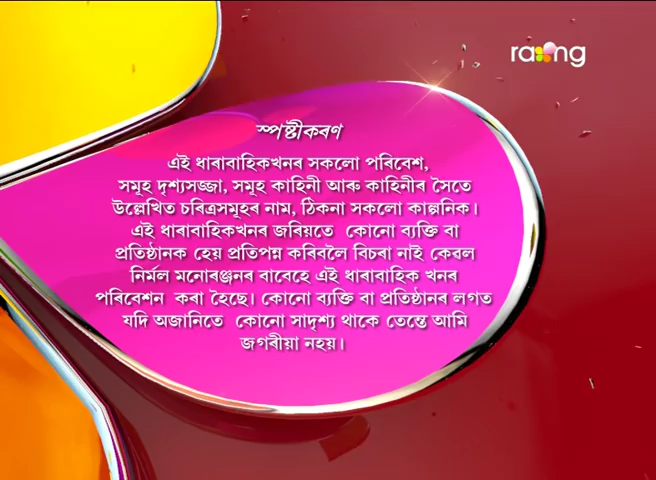 rang
স্পষ্টীকৰণ
এই ধাৰাবাহিকখনৰ সকলো পৰিবেশ,
সমূহ দৃশ্যসজ্জা, সমূহ কাহিনী আৰু কাহিনীৰ সৈতে
উল্লেখিত চৰিত্ৰসমূহৰ নাম, ঠিকনা সকলো কাল্পনিক।
এই ধাৰাবাহিকখনৰ জৰিয়তে কোনো ব্যক্তি বা
প্ৰতিষ্ঠানক হেয় প্ৰতিপন্ন কৰিবলৈ বিচৰা নাই কেৱল
নিৰ্মল মনোৰঞ্জনৰ বাবেহে এই ধাৰাবাহিক খনৰ
পৰিবেশন কৰা হৈছে। কোনো ব্যক্তি বা প্ৰতিষ্ঠানৰ লগত
যদি অজানিতে কোনো সাদৃশ্য থাকে তেন্তে আমি
জগৰীয়া নহয়।